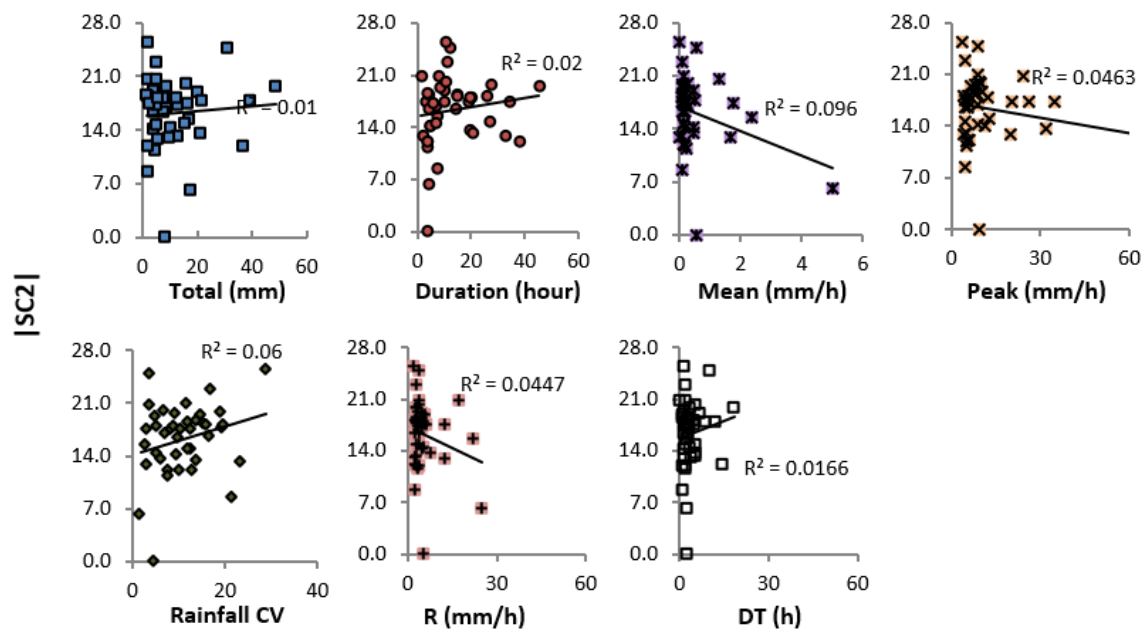 28.0 28.0 28.0 28.0
R² = 0.02
21.0 21.0 21.0 21.0
R² = 0.0463
R² = 0.01
R² = 0.096
14.0 14.0 14.0 14.0
7.0 7.0 7.0 7.0
0.0 0.0 0.0 0.0
0 20 40 60 0 20 40 60 0 2 4 6 0 30 60
Total (mm) Duration (hour) Mean (mm/h) Peak (mm/h)
|SC2|
28.0 28.0 28.0
R² = 0.06
R² = 0.0447
21.0 21.0 21.0
14.0 14.0 14.0
R² = 0.0166
7.0 7.0 7.0
0.0 0.0 0.0
0 20 40 0 20 40 60 0 30 60
Rainfall CV R (mm/h) DT (h)